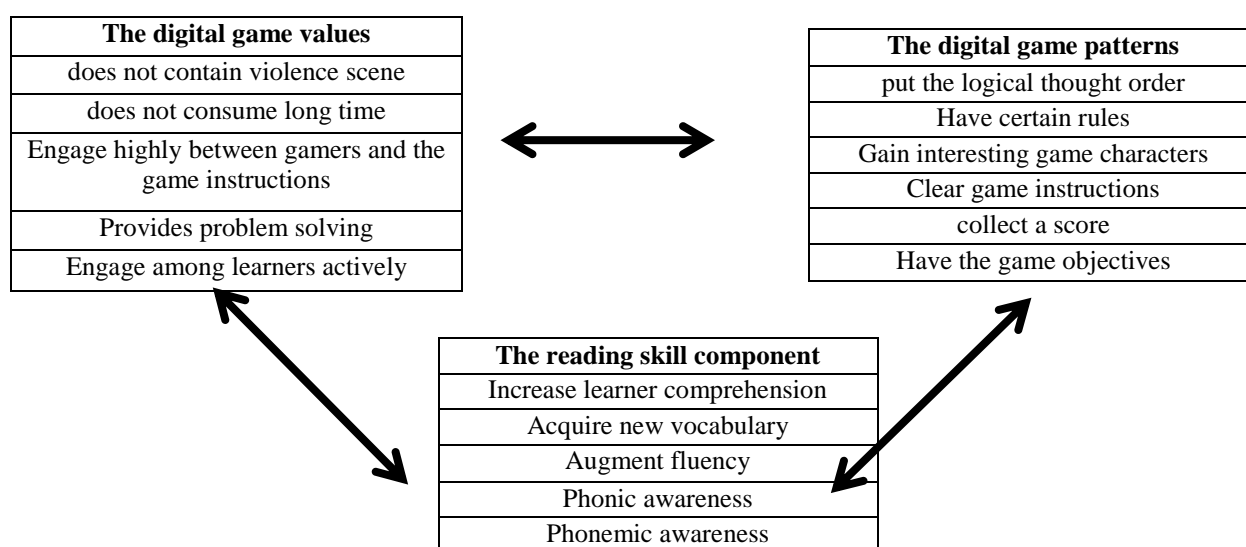 The digital game values
does not contain violence scene
does not consume long time
Engage highly between gamers and the
game instructions
Provides problem solving
Engage among learners actively
The digital game patterns
put the logical thought order
Have certain rules
Gain interesting game characters
Clear game instructions
collect a score
Have the game objectives
The reading skill component
Increase learner comprehension
Acquire new vocabulary
Augment fluency
Phonic awareness
Phonemic awareness